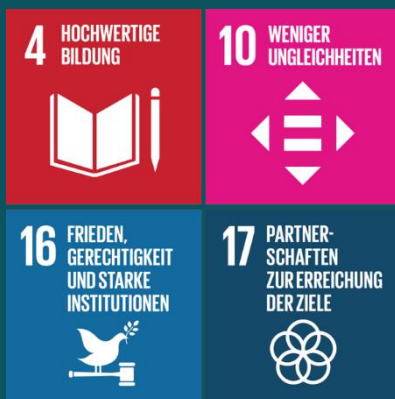 4 HOCHWERTIGE
BILDUNG
10 WENIGER
UNGLEICHHEITEN
16 FRIEDEN,
GERECHTIGKEIT
UND STARKE
INSTITUTIONEN
17 PARTNER-
SCHAFTEN
ZUR ERREICHUNG
DER ZIELE